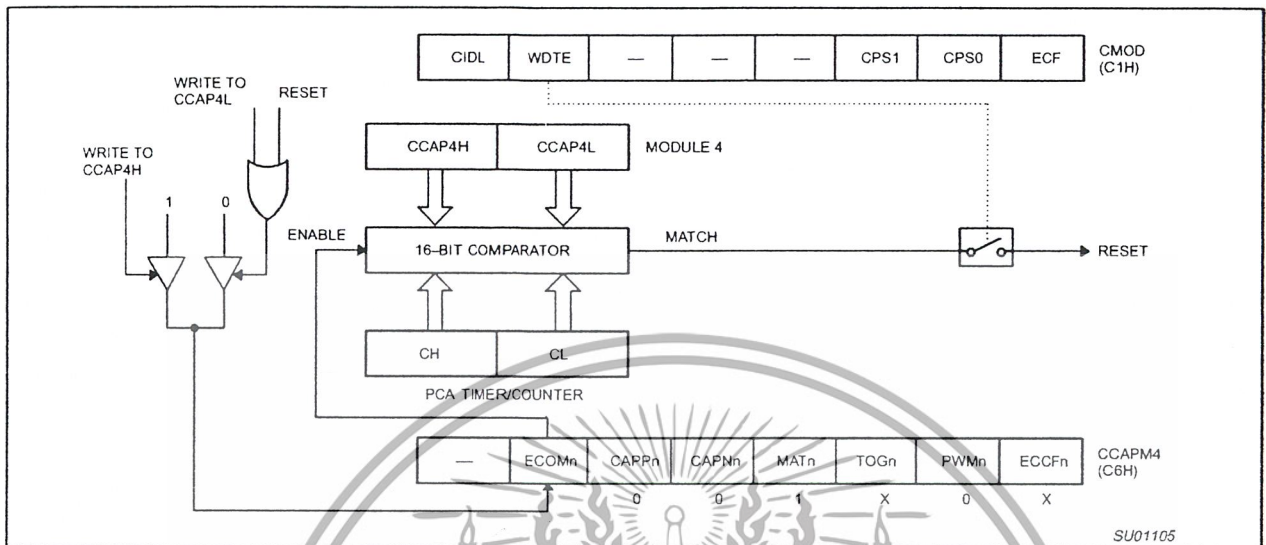 CIDL WDTE — — — CPS1 CPS0 ECF CMOD
(C1H)
WRITE TO
CCAP4L
RESET
WRITE TO
CCAP4H
CCAP4H CCAP4L MODULE 4
1 0
ENABLE
16–BIT COMPARATOR
MATCH
RESET
CH CL
PCA TIMER/COUNTER
— ECOMn CAPPn CAPNn MATn TOGn PWMn ECCFn CCAPM4
(C6H)
0 0 1 X 0 X
SU01105